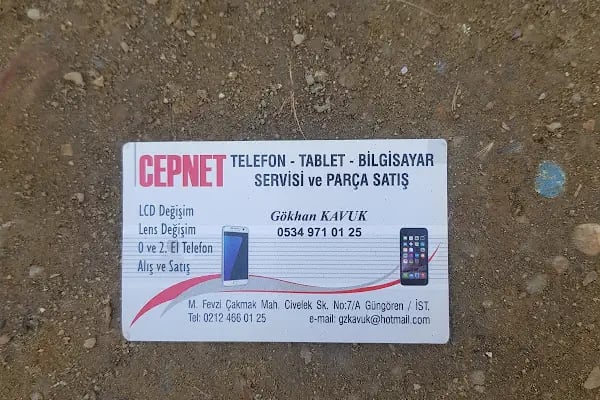 CEPNET TELEFON - TABLET - BİLGİSAYAR
SERVİSİ ve PARÇA SATIŞ
LCD Değişim
Lens Değişim
0 ve 2. El Telefon
Alış ve Satış
Gökhan KAVUK
0534 971 01 25
M. Fevzi Çakmak Mah. Civelek Sk. No:7/A Güngören / İST.
Tel: 0212 466 01 25 e-mail: gzkavuk@hotmail.com